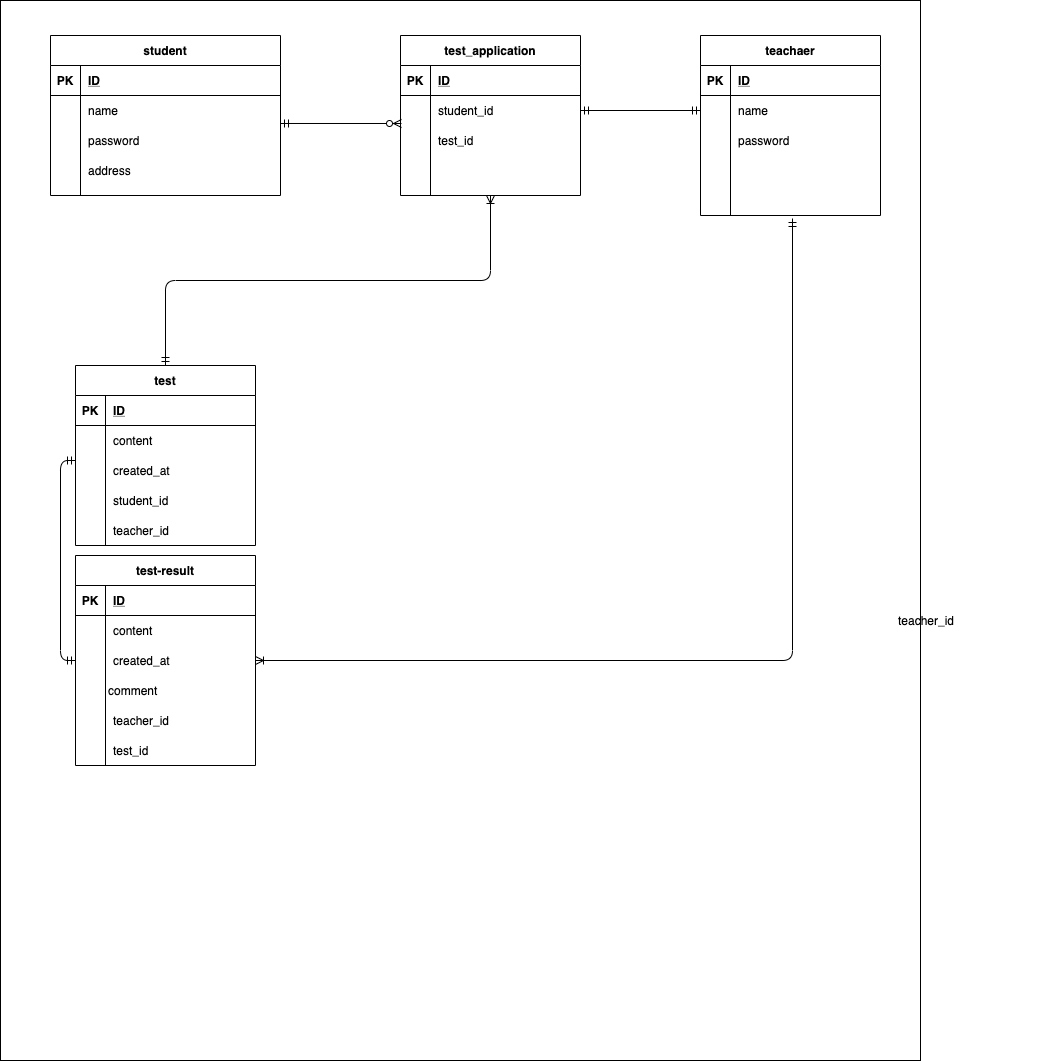 student
PK ID
name
password
address
test_application
PK ID
student_id
test_id
teachaer
PK ID
name
password
test
PK ID
content
created_at
student_id
teacher_id
test-result
PK ID
content
created_at
comment
teacher_id
test_id
teacher_id